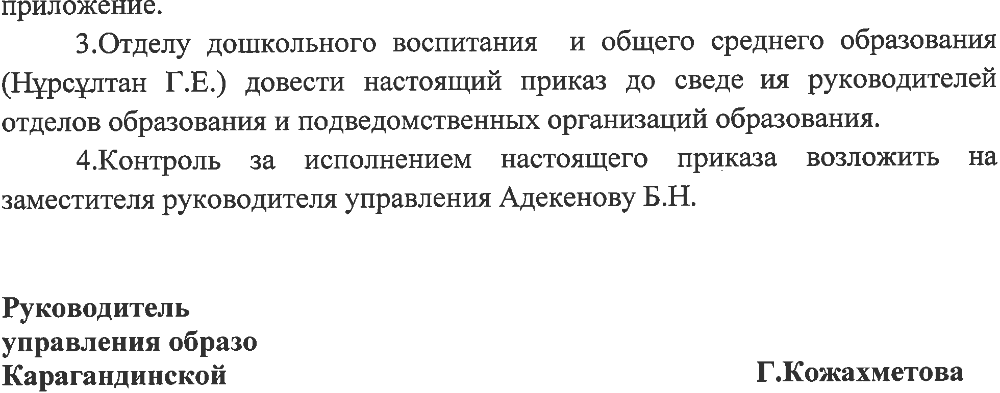 приложение.
3.Отделу дошкольного воспитания и общего среднего образования
(Нұрсұлтан Г.Е.) довести настоящий приказ до сведе ия руководителей
отделов образования и подведомственных организаций образования.
4.Контроль за исполнением настоящего приказа возложить на
заместителя руководителя управления Адекенову Б.Н.
Руководитель
управления образо
Карагандинской Г.Кожахметова